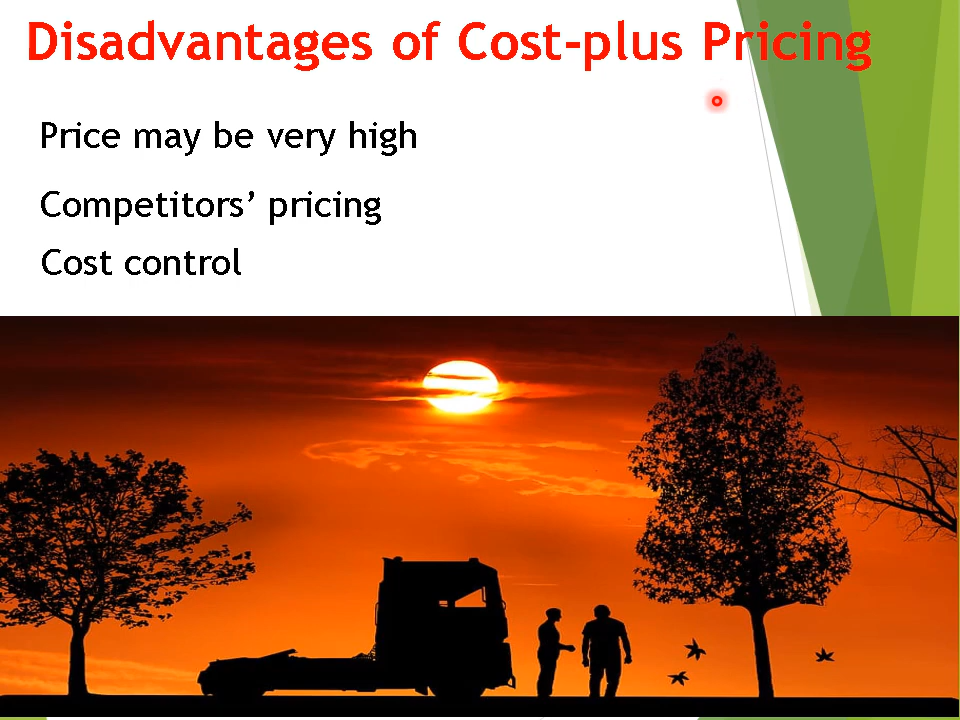 Disadvantages of Cost-plus Pricing
Price may be very high
Competitors’ pricing
Cost control